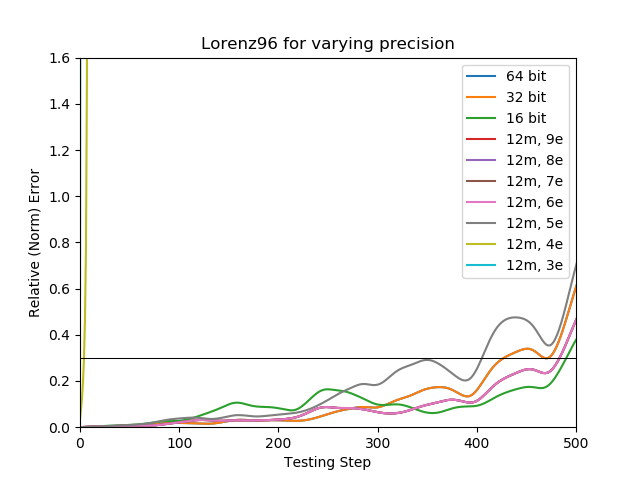 Lorenz96 for varying precision
1.6
1.4
1.2
1.0
0.8
0.6
0.4
0.2
0.0
Relative (Norm) Error
64 bit
32 bit
16 bit
12m, 9e
12m, 8e
12m, 7e
12m, 6e
12m, 5e
12m, 4e
12m, 3e
0
100
200
300
400
500
Testing Step